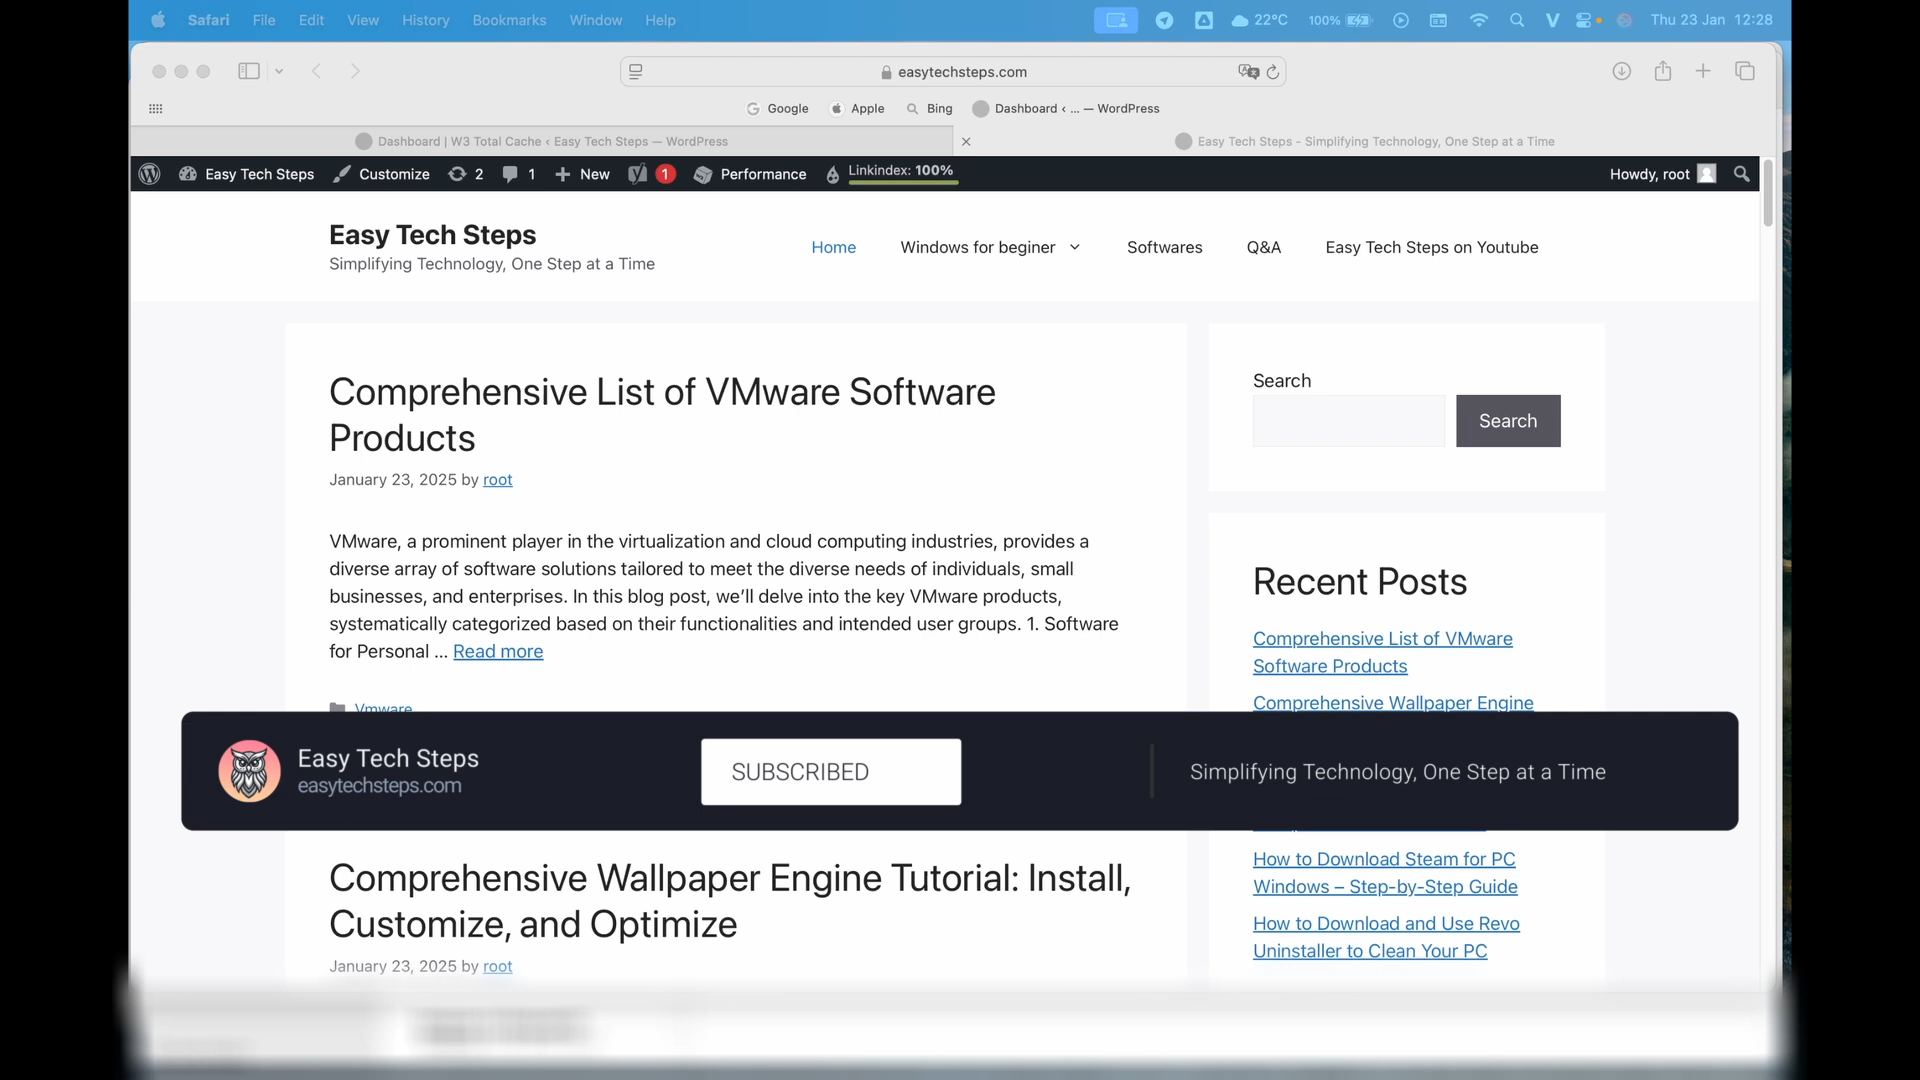 Safari File Edit View History Bookmarks Window Help 22°C 100% Thu 23 Jan 12:28
easytechsteps.com
Google Apple Bing Dashboard ‹ ... — WordPress
Dashboard | W3 Total Cache ‹ Easy Tech Steps — WordPress
Easy Tech Steps - Simplifying Technology, One Step at a Time
Easy Tech Steps Customize 2 1 New 1 Performance Linkindex: 100% Howdy, root
Easy Tech Steps
Simplifying Technology, One Step at a Time
Home Windows for beginer Softwares Q&A Easy Tech Steps on Youtube
Comprehensive List of VMware Software
Products
January 23, 2025 by root
VMware, a prominent player in the virtualization and cloud computing industries, provides a
diverse array of software solutions tailored to meet the diverse needs of individuals, small
businesses, and enterprises. In this blog post, we’ll delve into the key VMware products,
systematically categorized based on their functionalities and intended user groups. 1. Software
for Personal ... Read more
Vmware
Search
Search
Recent Posts
Comprehensive List of VMware
Software Products
Comprehensive Wallpaper Engine
Easy Tech Steps
easytechsteps.com
SUBSCRIBED
Simplifying Technology, One Step at a Time
Comprehensive Wallpaper Engine Tutorial: Install,
Customize, and Optimize
January 23, 2025 by root
How to Download Steam for PC
Windows – Step-by-Step Guide
How to Download and Use Revo
Uninstaller to Clean Your PC